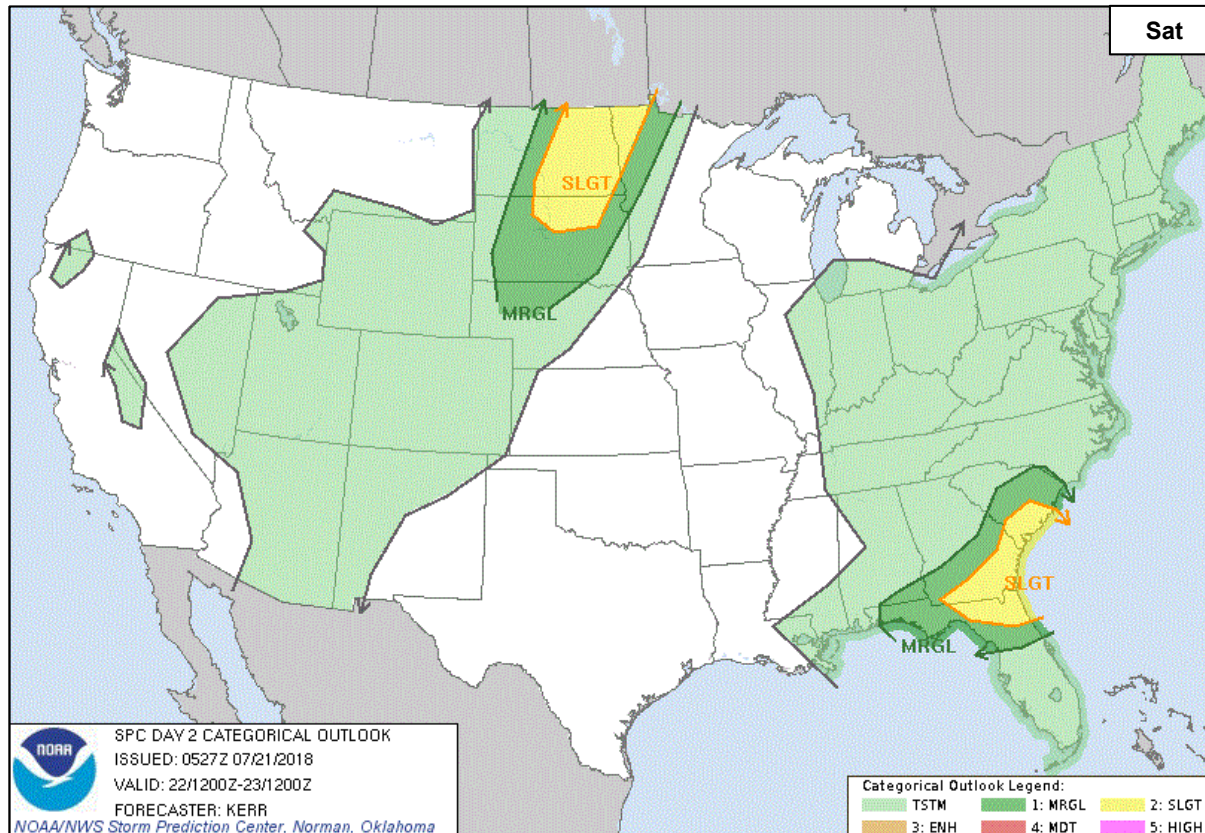 Sat
SLGT
MRGL
SLGT
MRGL
NOAA
SPC DAY 2 CATEGORICAL OUTLOOK
ISSUED: 0527Z 07/21/2018
VALID: 22/1200Z-23/1200Z
FORECASTER: KERR
NOAA/NWS Storm Prediction Center, Norman, Oklahoma
Categorical Outlook Legend:
TSTM 1: MRGL 2: SLGT
3: ENH 4: MDT 5: HIGH